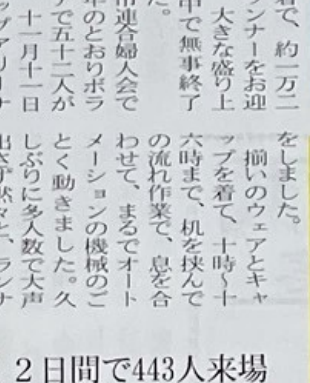 着で、約一万二
ンナーをお迎
大きな盛り上
中で無事終了
た。
市連合婦人会で
年のとおりボラ
で五十二人が
十一月十一日
ップアリーナ
をしました。
揃いのウェアとキャ
ップを着て、十時〜十
六時まで、机を挟んで
の流れ作業で、息を合
わせて、まるでオート
メーションの機械のご
とく動きました。久
しぶりに多人数で大声
出さず黙々と、ランナ
２日間で443人来場